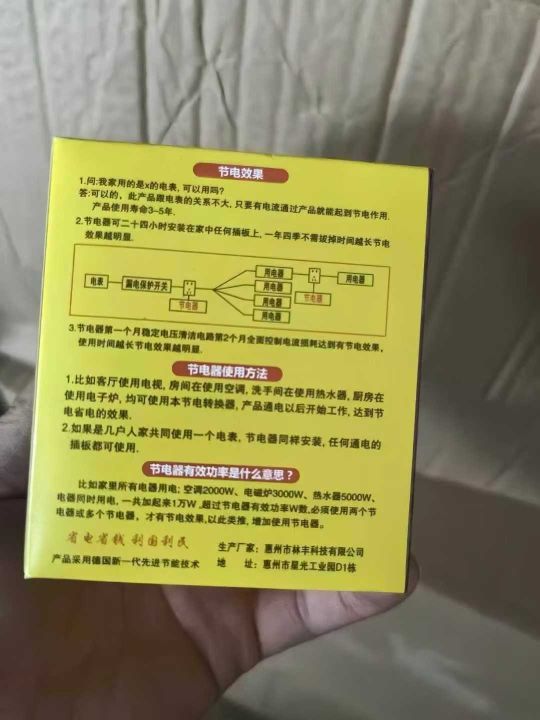 节电效果
1.问:我家用的是x的电表,可以用吗?
答:可以的, 此产品跟电表的关系不大, 只要有电流通过产品就能起到节电作用.
产品使用寿命3-5年.
2.节电器可二十四小时安装在家中任何插板上, 一年四季不需拔掉时间越长节电
效果越明显.
电表
漏电保护开关
节电器
用电器
用电器
用电器
用电器
节电器
用电器
3.节电器第一个月稳定电压清洁电路第2个月全面控制电流损耗达到有节电效果,
使用时间越长节电效果越明显.
节电器使用方法
1.比如客厅使用电视, 房间在使用空调, 洗手间在使用热水器, 厨房在
使用电子炉, 均可使用本节电转换器, 产品通电以后开始工作, 达到节
电省电的效果.
2.如果是几户人家共同使用一个电表, 节电器同样安装, 任何通电的
插板都可使用.
节电器有效功率是什么意思?
比如家里所有电器用电; 空调2000W、电磁炉3000W、热水器5000W、
电器同时用电, 一共加起来1万W ,超过节电器有效功率W数,必须使用两个节
电器或多个节电器, 才有节电效果,以此类推, 增加使用节电器。
省电省钱利国利民
产品采用德国新一代先进节能技术
生产厂家: 惠州市林丰科技有限公司
地 址: 惠州市星光工业园D1栋